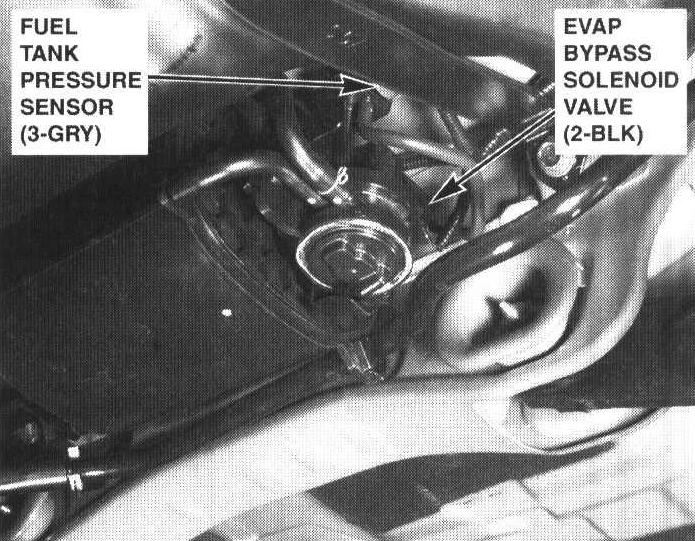 FUEL
TANK
PRESSURE
SENSOR
(3-GRY)
EVAP
BYPASS
SOLENOID
VALVE
(2-BLK)